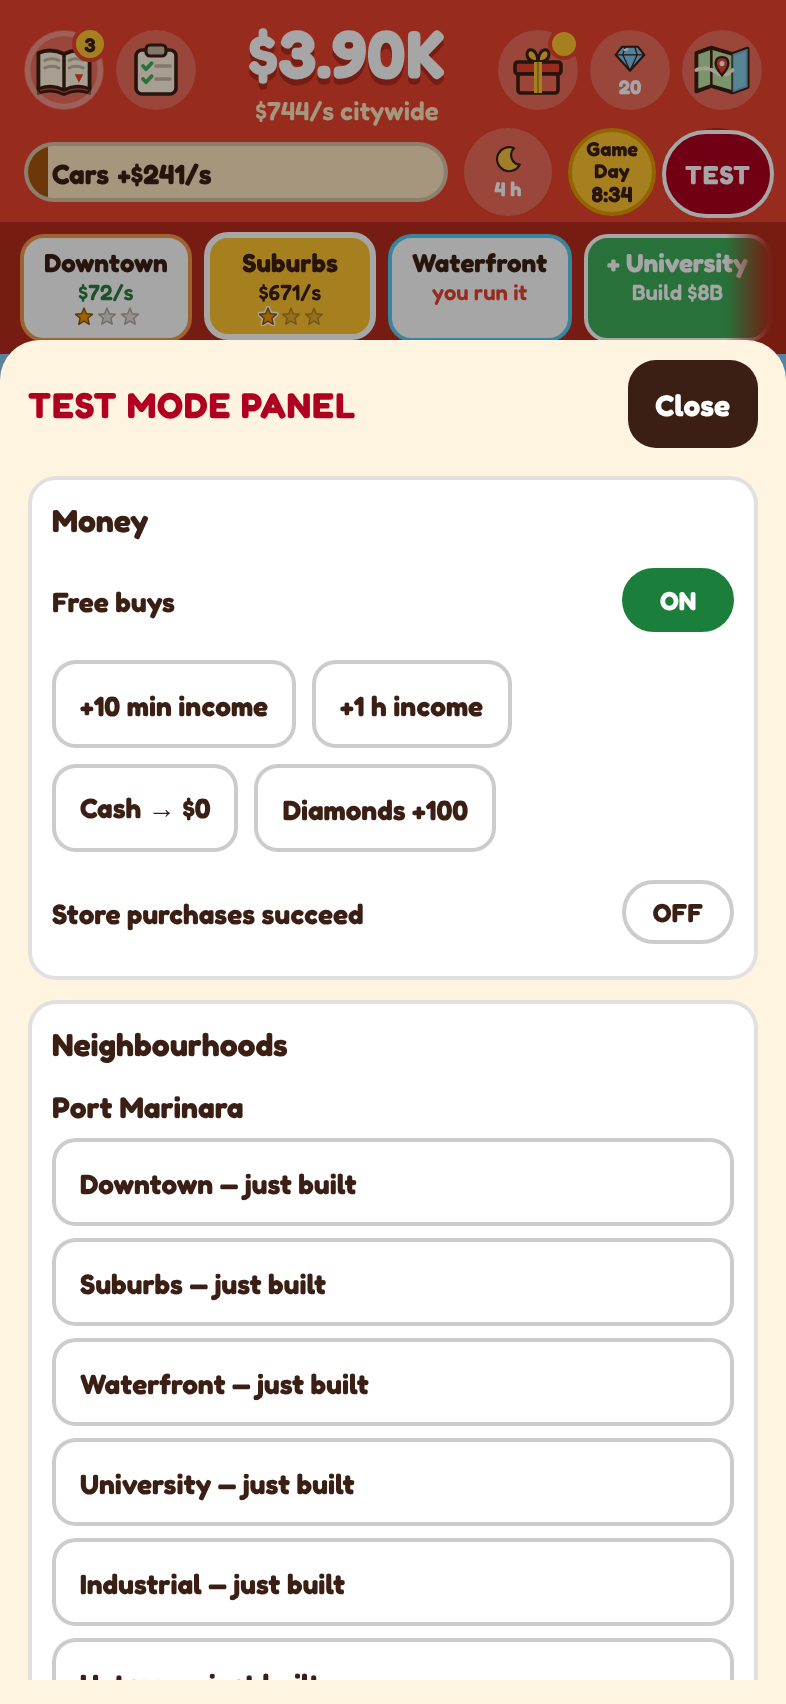 3
$3.90K
20
$744/s citywide
Cars +$241/s
4 h
Game
Day
8:34
TEST
Downtown
$72/s
Suburbs
$671/s
Waterfront
you run it
+ University
Build $8B
TEST MODE PANEL
Close
Money
Free buys
ON
+10 min income
+1 h income
Cash → $0
Diamonds +100
Store purchases succeed
OFF
Neighbourhoods
Port Marinara
Downtown – just built
Suburbs – just built
Waterfront – just built
University – just built
Industrial – just built